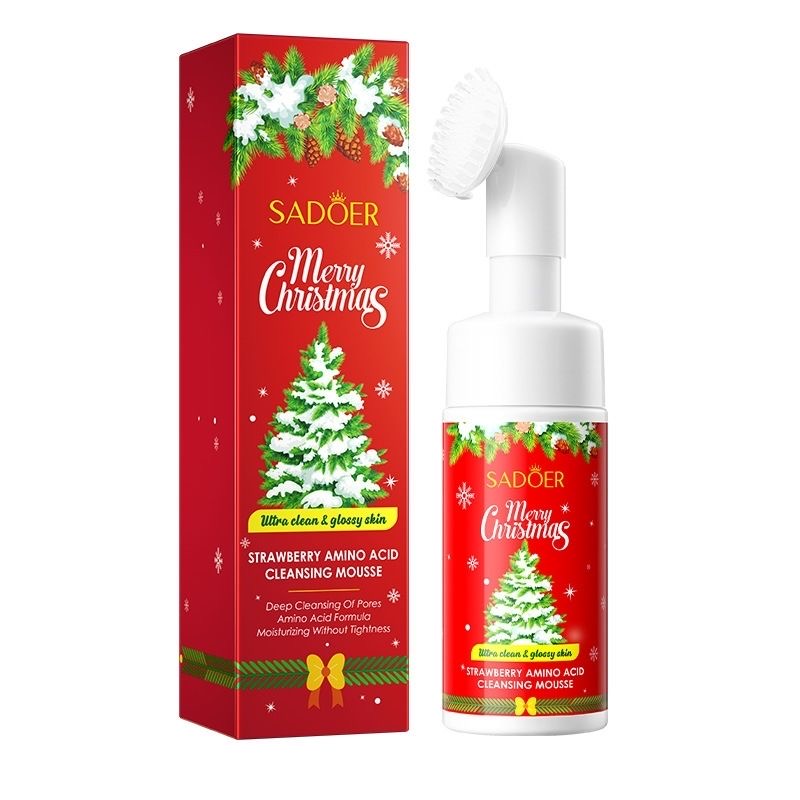 SADOER
Merry
Christmas
Ultra clean & glossy skin
STRAWBERRY AMINO ACID
CLEANSING MOUSSE
Deep Cleansing Of Pores
Amino Acid Formula
Moisturizing Without Tightness
SADOER
Merry
Christmas
Ultra clean & glossy skin
STRAWBERRY AMINO ACID
CLEANSING MOUSSE